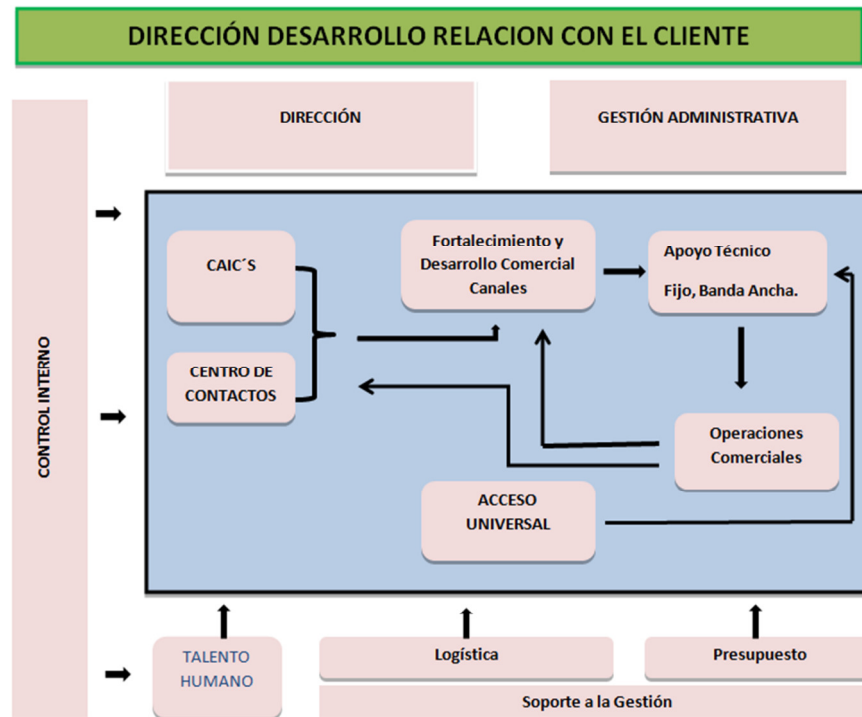 DIRECCIÓN DESARROLLO RELACION CON EL CLIENTE
DIRECCIÓN
GESTIÓN ADMINISTRATIVA
CONTROL INTERNO
CAIC´S
Fortalecimiento y
Desarrollo Comercial
Canales
Apoyo Técnico
Fijo, Banda Ancha.
CENTRO DE
CONTACTOS
Operaciones
Comerciales
ACCESO
UNIVERSAL
TALENTO
HUMANO
Logística
Presupuesto
Soporte a la Gestión